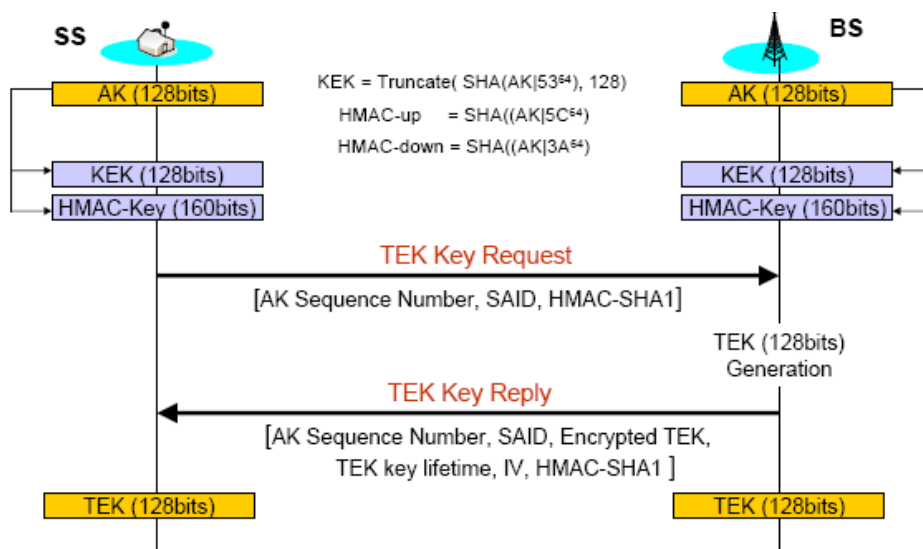 SS
BS
AK (128bits)
KEK = Truncate( SHA(AK|53⁶⁴), 128)
HMAC-up = SHA((AK|5C⁶⁴)
HMAC-down = SHA((AK|3A⁶⁴)
AK (128bits)
KEK (128bits)
HMAC-Key (160bits)
KEK (128bits)
HMAC-Key (160bits)
TEK Key Request
[AK Sequence Number, SAID, HMAC-SHA1]
TEK (128bits)
Generation
TEK Key Reply
[AK Sequence Number, SAID, Encrypted TEK,
TEK key lifetime, IV, HMAC-SHA1 ]
TEK (128bits)
TEK (128bits)